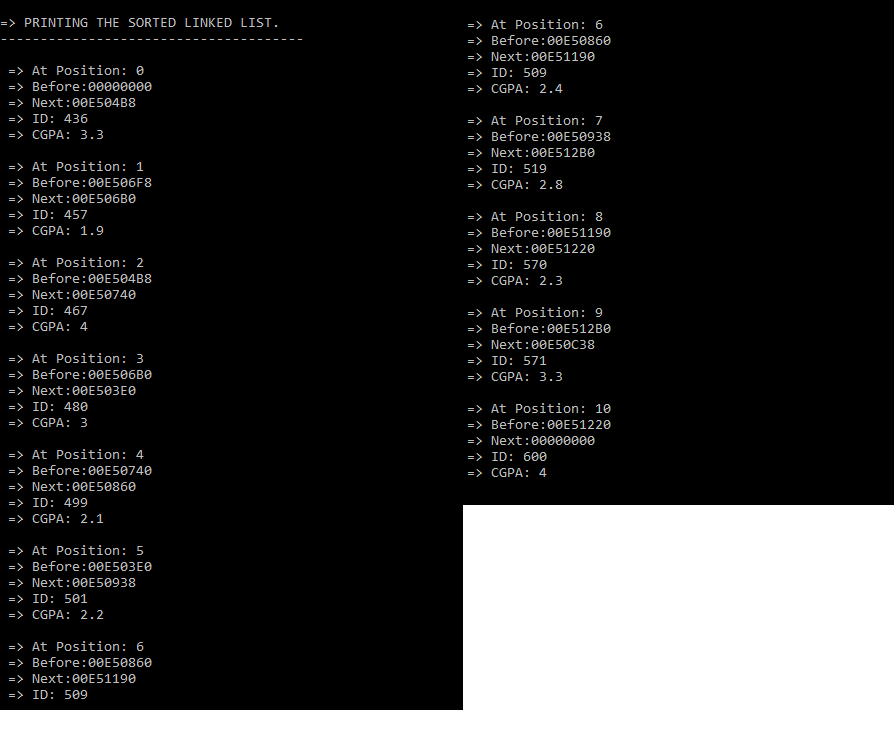 => PRINTING THE SORTED LINKED LIST.
--------------------------------------
=> At Position: 0
=> Before:00000000
=> Next:00E504B8
=> ID: 436
=> CGPA: 3.3
=> At Position: 1
=> Before:00E506F8
=> Next:00E506B0
=> ID: 457
=> CGPA: 1.9
=> At Position: 2
=> Before:00E504B8
=> Next:00E50740
=> ID: 467
=> CGPA: 4
=> At Position: 3
=> Before:00E506B0
=> Next:00E503E0
=> ID: 480
=> CGPA: 3
=> At Position: 4
=> Before:00E50740
=> Next:00E50860
=> ID: 499
=> CGPA: 2.1
=> At Position: 5
=> Before:00E503E0
=> Next:00E50938
=> ID: 501
=> CGPA: 2.2
=> At Position: 6
=> Before:00E50860
=> Next:00E51190
=> ID: 509
=> At Position: 6
=> Before:00E50860
=> Next:00E51190
=> ID: 509
=> CGPA: 2.4
=> At Position: 7
=> Before:00E50938
=> Next:00E512B0
=> ID: 519
=> CGPA: 2.8
=> At Position: 8
=> Before:00E51190
=> Next:00E51220
=> ID: 570
=> CGPA: 2.3
=> At Position: 9
=> Before:00E512B0
=> Next:00E50C38
=> ID: 571
=> CGPA: 3.3
=> At Position: 10
=> Before:00E51220
=> Next:00000000
=> ID: 600
=> CGPA: 4